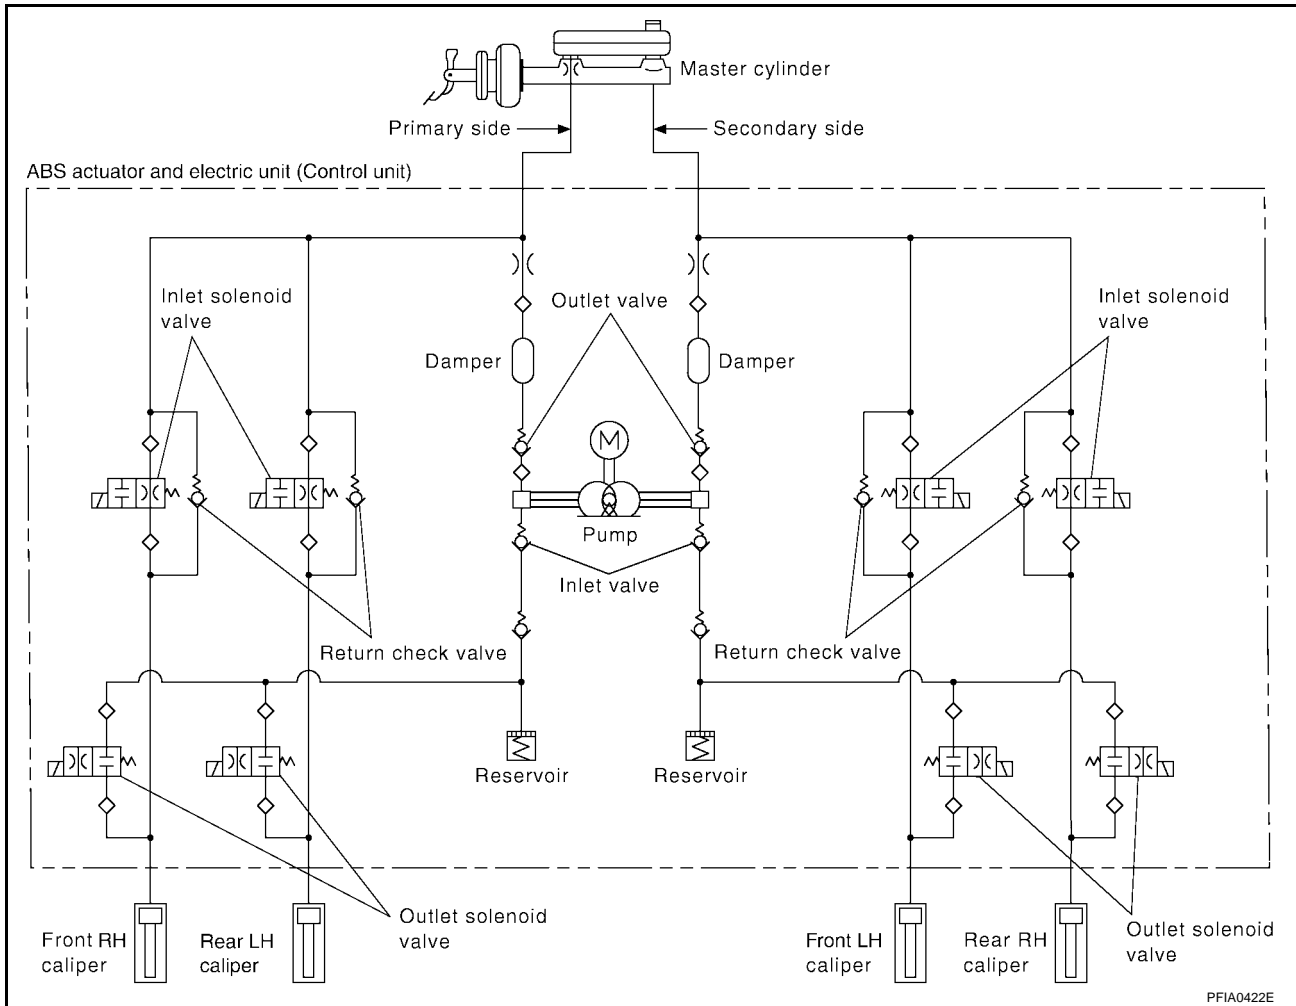 Master cylinder
Primary side
Secondary side
ABS actuator and electric unit (Control unit)
Inlet solenoid
valve
Outlet valve
Inlet solenoid
valve
Damper
Damper
M
Pump
Inlet valve
Return check valve
Return check valve
Reservoir
Reservoir
Front RH
caliper
Rear LH
caliper
Outlet solenoid
valve
Front LH
caliper
Rear RH
caliper
Outlet solenoid
valve
PFIA0422E